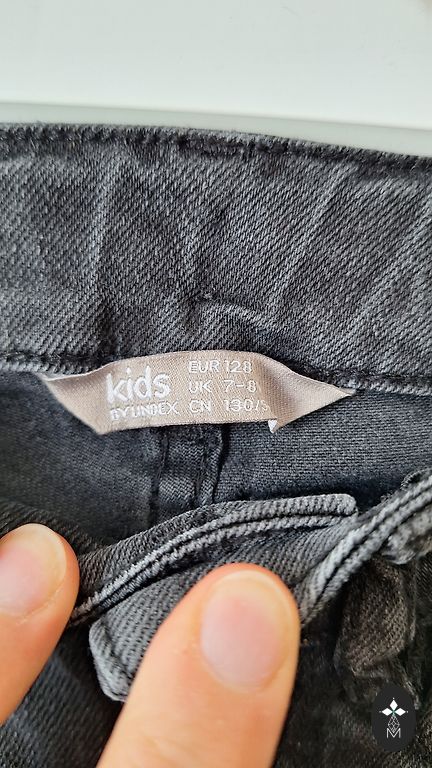 kids
BY LINDEX
EUR 128
UK 7-8
CN 130/
M